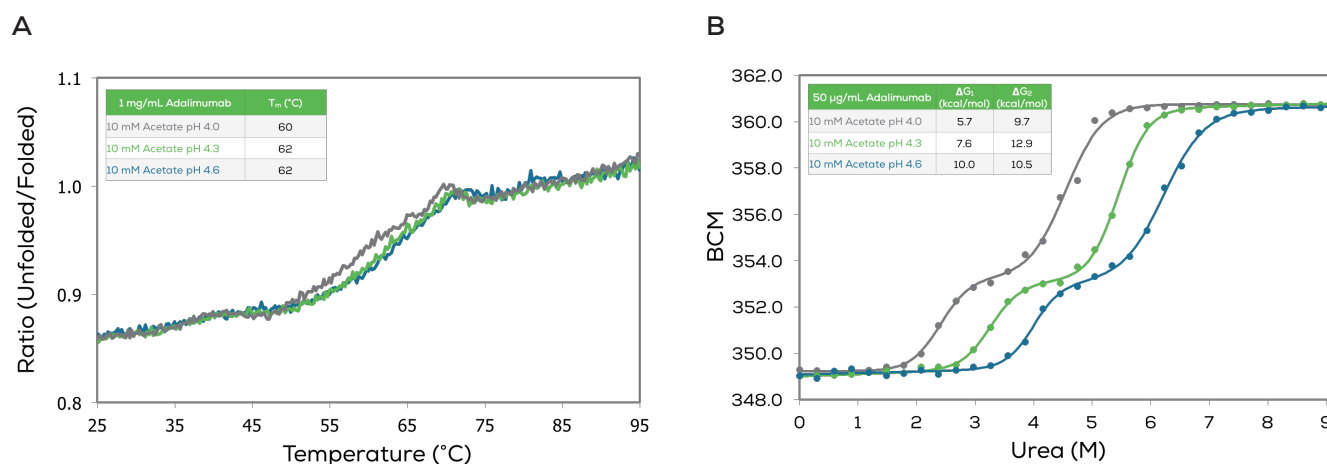 A
1.1
1.0
0.9
0.8
Ratio (Unfolded/Folded)
1 mg/mL Adalimumab Tₘ (°C)
10 mM Acetate pH 4.0 60
10 mM Acetate pH 4.3 62
10 mM Acetate pH 4.6 62
25 35 45 55 65 75 85 95
Temperature (°C)
B
362.0
360.0
358.0
356.0
354.0
352.0
350.0
348.0
BCM
50 µg/mL Adalimumab ΔG₁ (kcal/mol) ΔG₂ (kcal/mol)
10 mM Acetate pH 4.0 5.7 9.7
10 mM Acetate pH 4.3 7.6 12.9
10 mM Acetate pH 4.6 10.0 10.5
0 1 2 3 4 5 6 7 8 9
Urea (M)